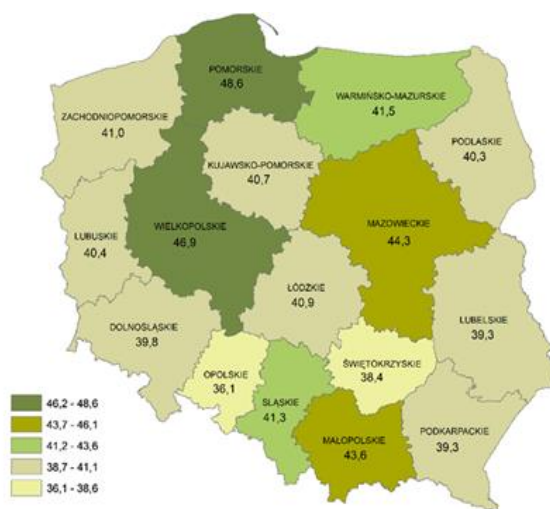 POMORSKIE
48,6
WARMIŃSKO-MAZURSKIE
41,5
ZACHODNIOPOMORSKIE
41,0
PODLASKIE
40,3
KUJAWSKO-POMORSKIE
40,7
WIELKOPOLSKIE
46,9
MAZOWIECKIE
44,3
LUBUSKIE
40,4
ŁÓDZKIE
40,9
LUBELSKIE
39,3
DOLNOŚLĄSKIE
39,8
OPOLSKIE
36,1
ŚWIĘTOKRZYSKIE
38,4
ŚLĄSKIE
41,3
MAŁOPOLSKIE
43,6
PODKARPACKIE
39,3
46,2 - 48,6
43,7 - 46,1
41,2 - 43,6
38,7 - 41,1
36,1 - 38,6